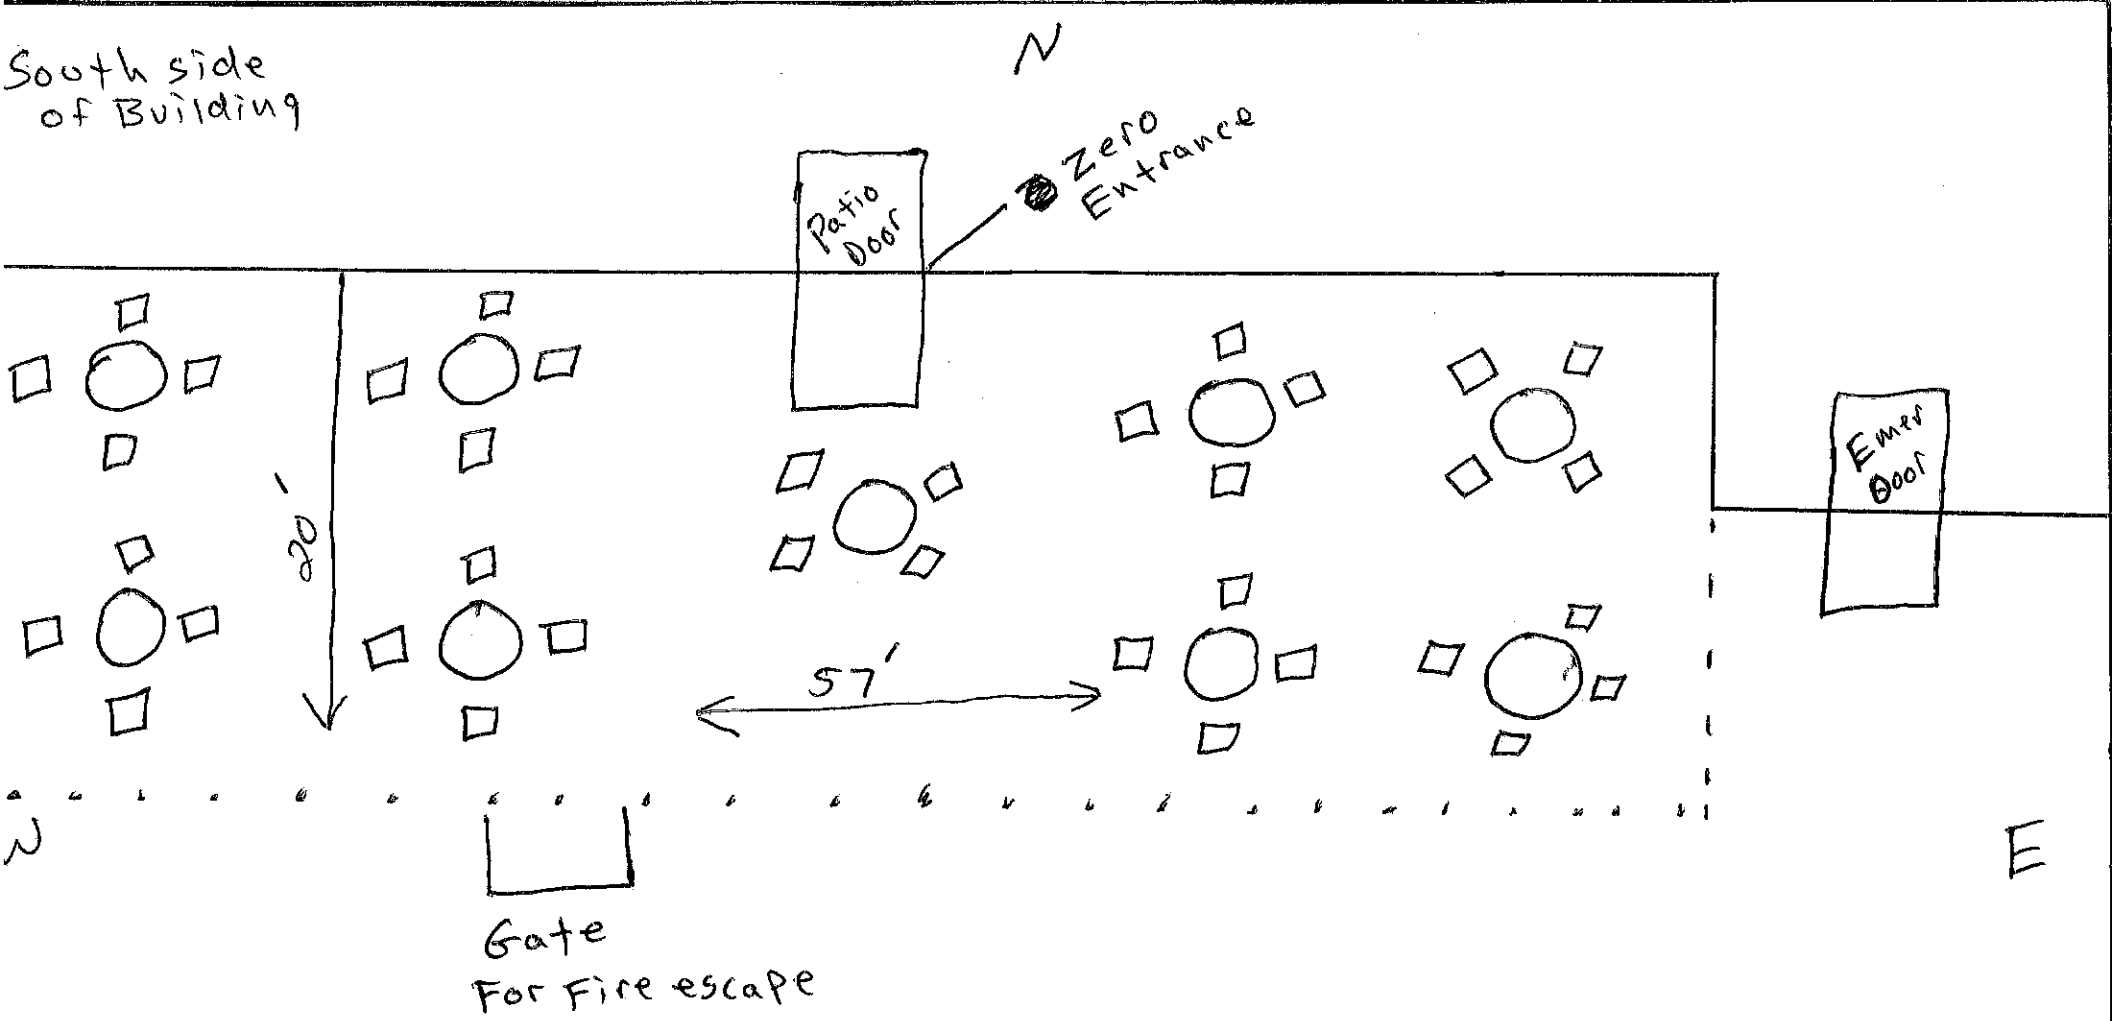 N
South side
of Building
Zero
Entrance
Patio
Door
Emer
Door
20'
57'
N
E
Gate
For Fire escape